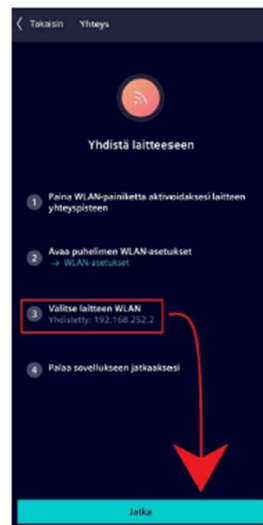 Takaisin Yhteys
Yhdistä laitteeseen
1 Paina WLAN-painiketta aktivoidaksesi laitteen
yhteyspisteen
2 Avaa puhelimen WLAN-asetukset
→ WLAN-asetukset
3 Valitse laitteen WLAN
Yhdistetty: 192.168.252.2
4 Palaa sovellukseen jatkaaksesi
Jatka